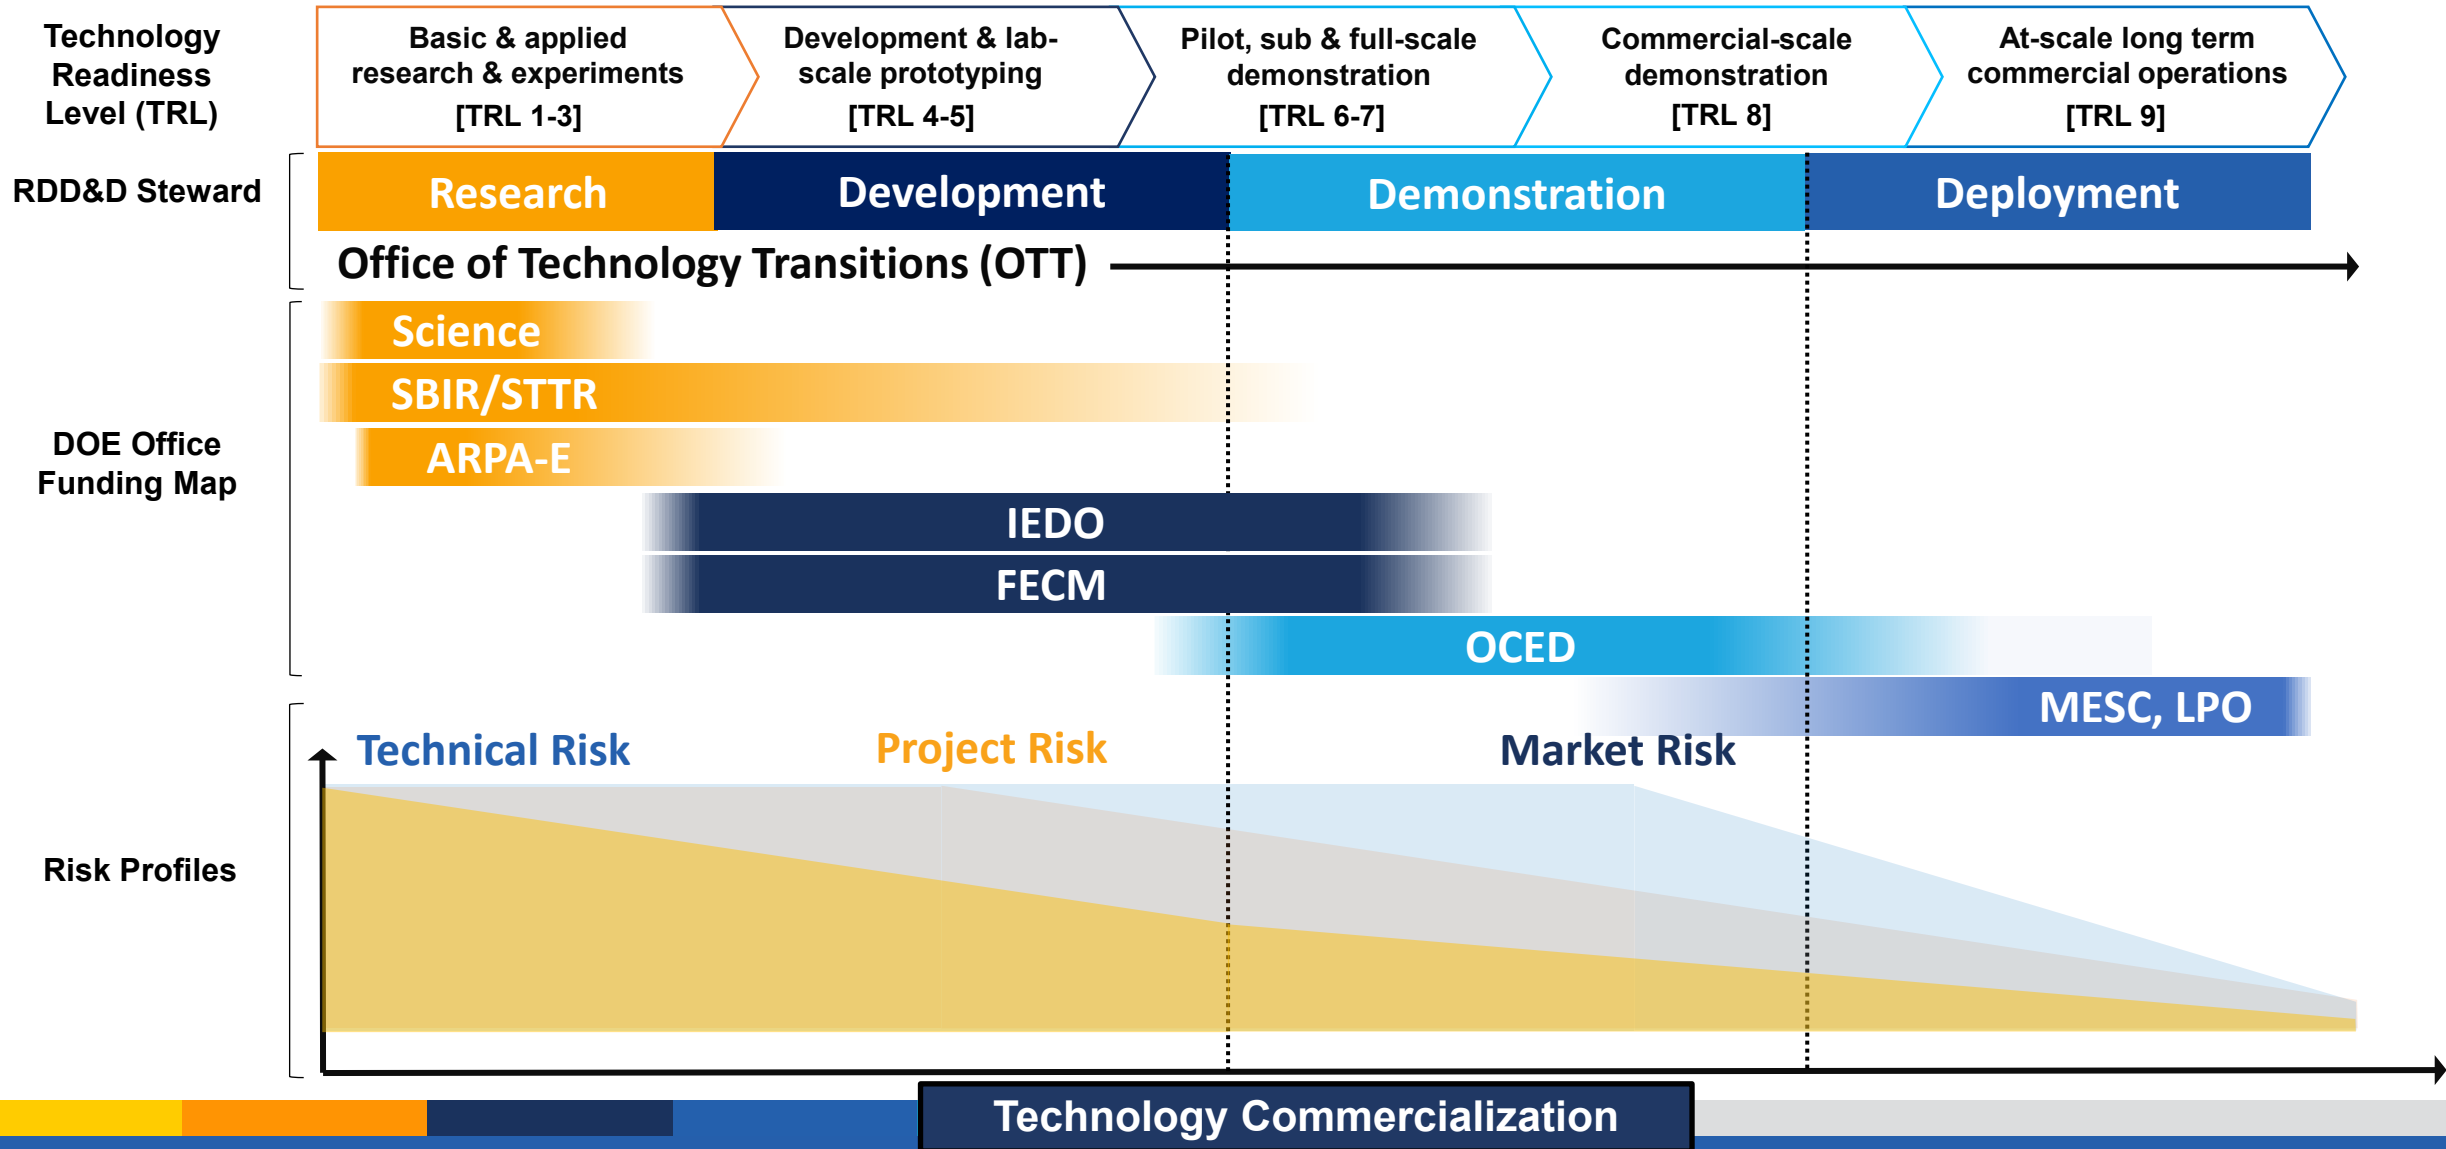 Technology
Readiness
Level (TRL)
Basic & applied
research & experiments
[TRL 1-3]
Development & lab-
scale prototyping
[TRL 4-5]
Pilot, sub & full-scale
demonstration
[TRL 6-7]
Commercial-scale
demonstration
[TRL 8]
At-scale long term
commercial operations
[TRL 9]
RDD&D Steward
Research
Development
Demonstration
Deployment
Office of Technology Transitions (OTT)
DOE Office
Funding Map
Science
SBIR/STTR
ARPA-E
IEDO
FECM
OCED
MESC, LPO
Risk Profiles
Technical Risk
Project Risk
Market Risk
Technology Commercialization